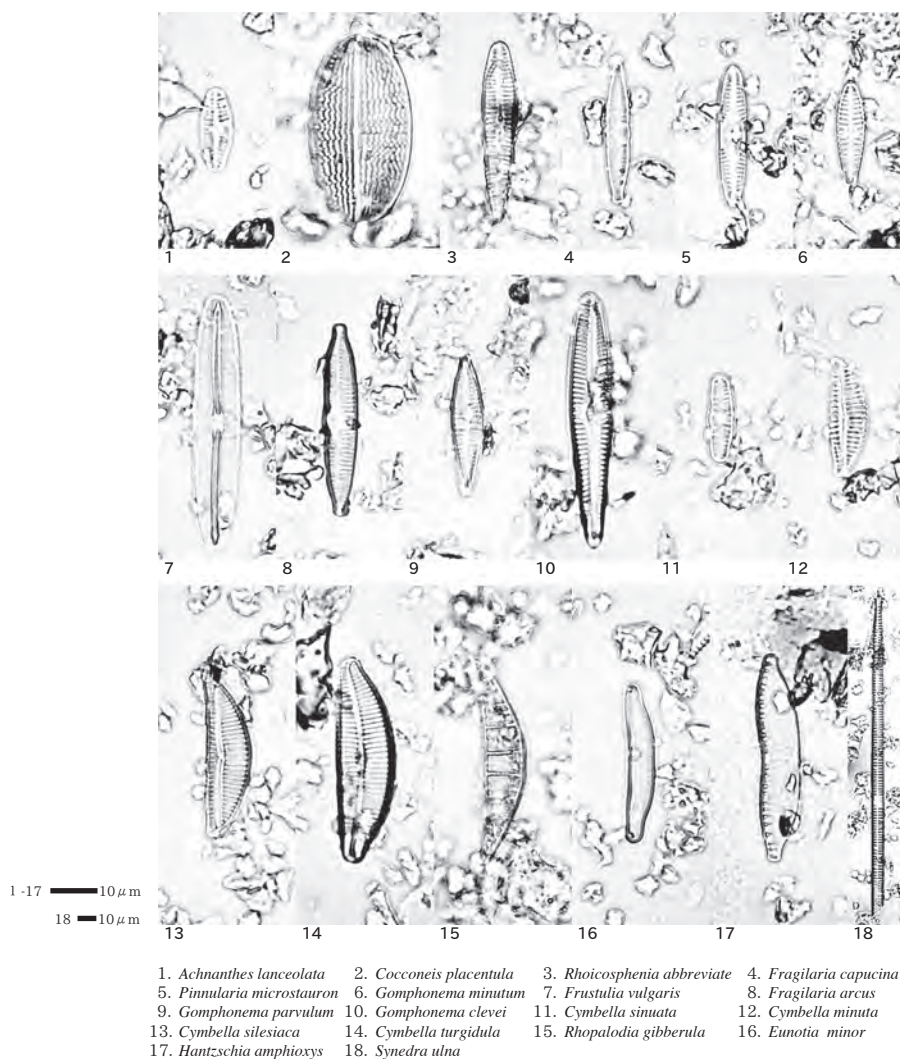 1 2 3 4 5 6
7 8 9 10 11 12
1 -17 10 μm
18 10 μm
13 14 15 16 17 18
1. Achnanthes lanceolata 2. Cocconeis placentula 3. Rhoicosphenia abbreviate 4. Fragilaria capucina
5. Pinnularia microstauron 6. Gomphonema minutum 7. Frustulia vulgaris 8. Fragilaria arcus
9. Gomphonema parvulum 10. Gomphonema clevei 11. Cymbella sinuata 12. Cymbella minuta
13. Cymbella silesiaca 14. Cymbella turgidula 15. Rhopalodia gibberula 16. Eunotia minor
17. Hantzschia amphioxys 18. Synedra ulna